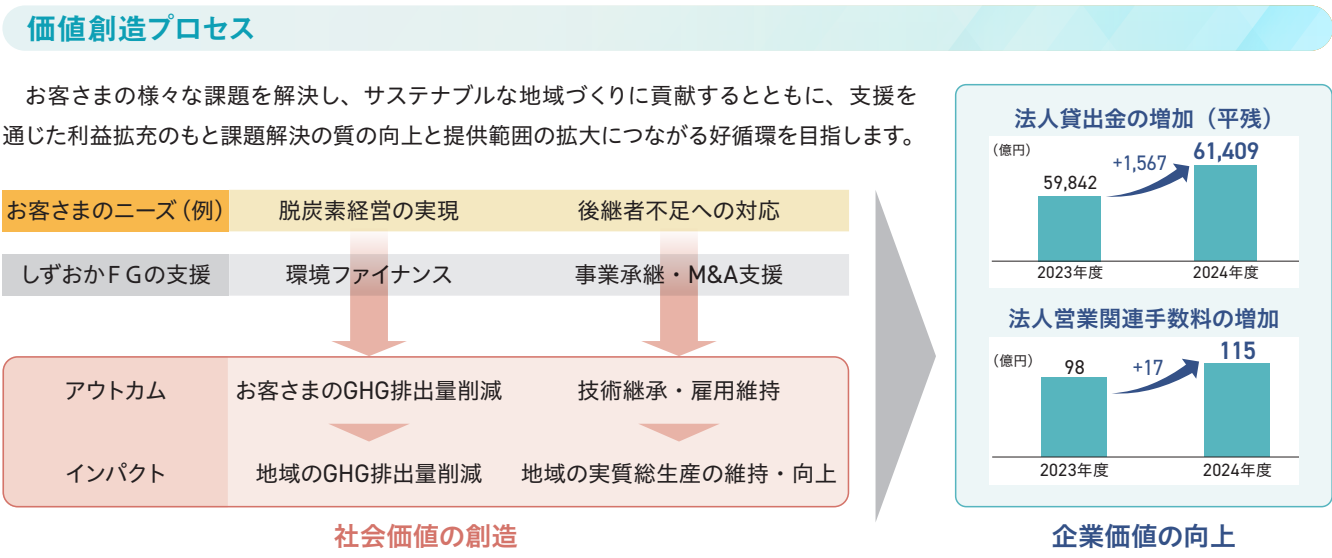 価値創造プロセス
お客さまの様々な課題を解決し、サステナブルな地域づくりに貢献するとともに、支援を
通じた利益拡充のもと課題解決の質の向上と提供範囲の拡大につながる好循環を目指します。
お客さまのニーズ（例） 脱炭素経営の実現 後継者不足への対応
しずおかＦＧの支援 環境ファイナンス 事業承継・M&A支援
アウトカム お客さまのGHG排出量削減 技術継承・雇用維持
インパクト 地域のGHG排出量削減 地域の実質総生産の維持・向上
社会価値の創造
法人貸出金の増加（平残）
（億円）
59,842 +1,567 61,409
2023年度 2024年度
法人営業関連手数料の増加
（億円）
98 +17 115
2023年度 2024年度
企業価値の向上